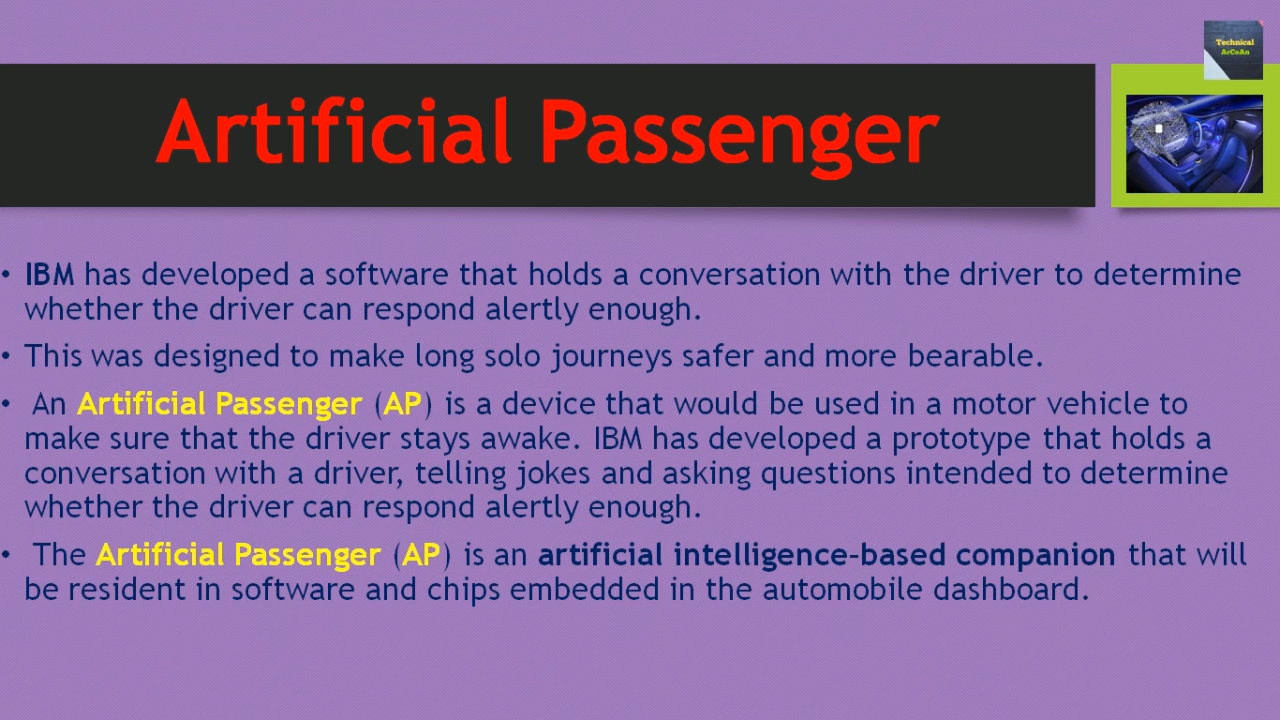 Technical
ArCoAn
Artificial Passenger
• IBM has developed a software that holds a conversation with the driver to determine
whether the driver can respond alertly enough.
• This was designed to make long solo journeys safer and more bearable.
• An Artificial Passenger (AP) is a device that would be used in a motor vehicle to
make sure that the driver stays awake. IBM has developed a prototype that holds a
conversation with a driver, telling jokes and asking questions intended to determine
whether the driver can respond alertly enough.
• The Artificial Passenger (AP) is an artificial intelligence-based companion that will
be resident in software and chips embedded in the automobile dashboard.